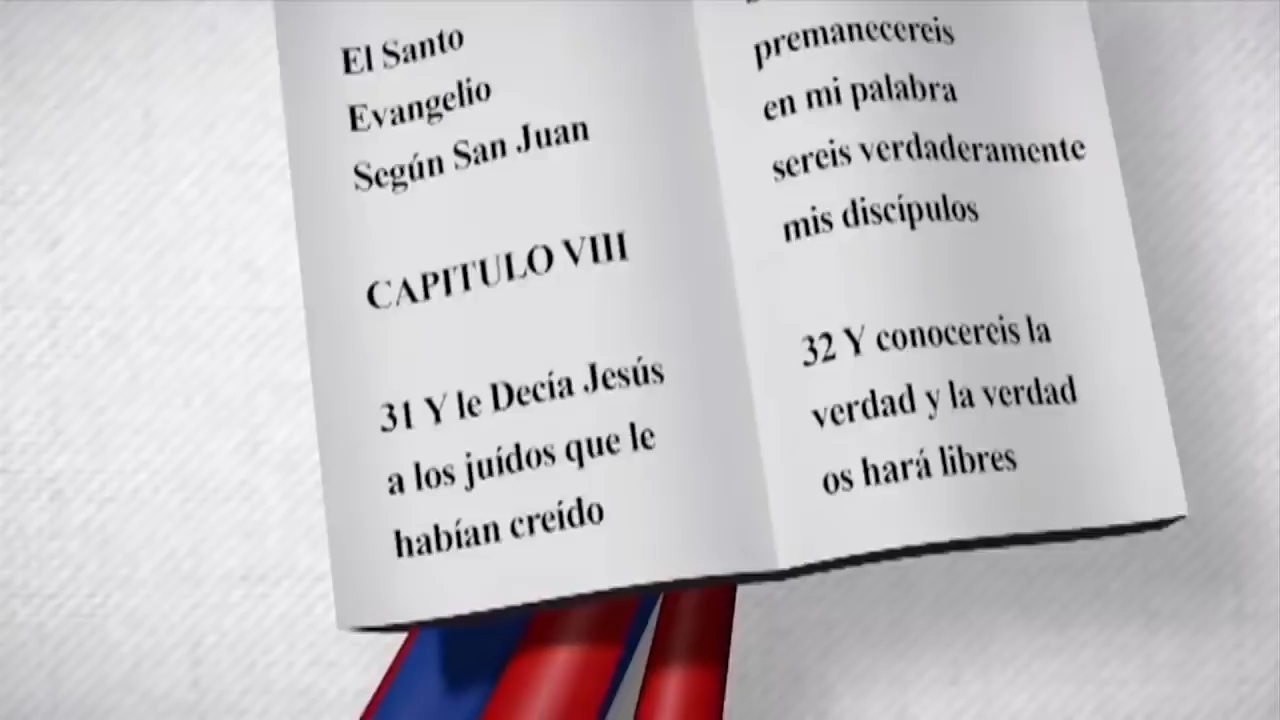 El Santo
Evangelio
Según San Juan
CAPITULO VIII
31 Y le Decía Jesús
a los juídos que le
habían creído
premanecereis
en mi palabra
sereis verdaderamente
mis discípulos
32 Y conocereis la
verdad y la verdad
os hará libres